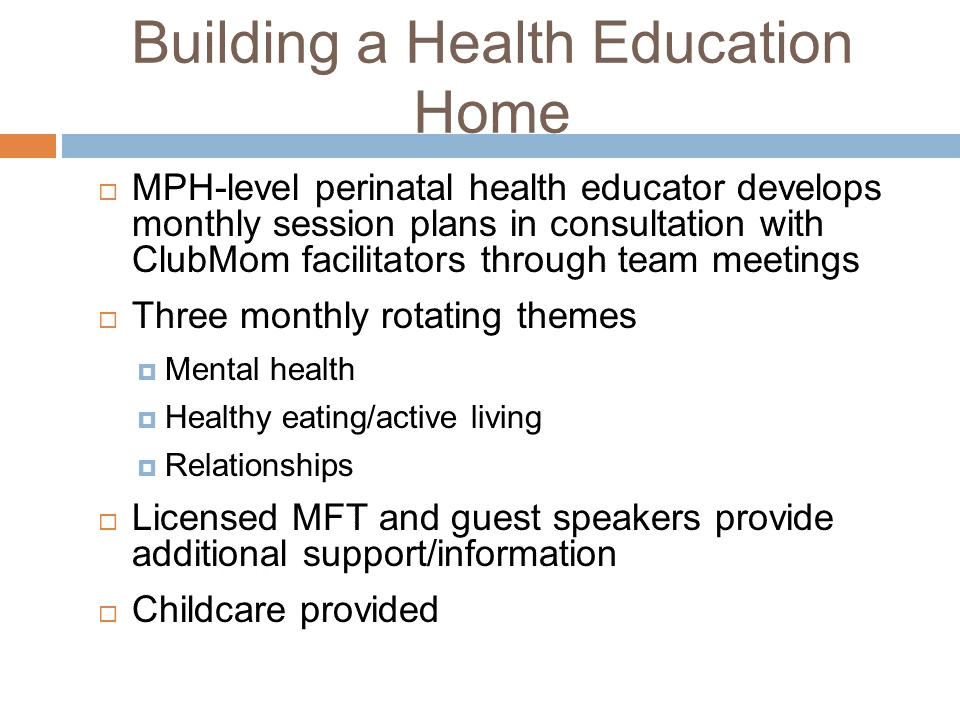 Building a Health Education
Home
MPH-level perinatal health educator develops
monthly session plans in consultation with
ClubMom facilitators through team meetings
Three monthly rotating themes
Mental health
Healthy eating/active living
Relationships
Licensed MFT and guest speakers provide
additional support/information
Childcare provided